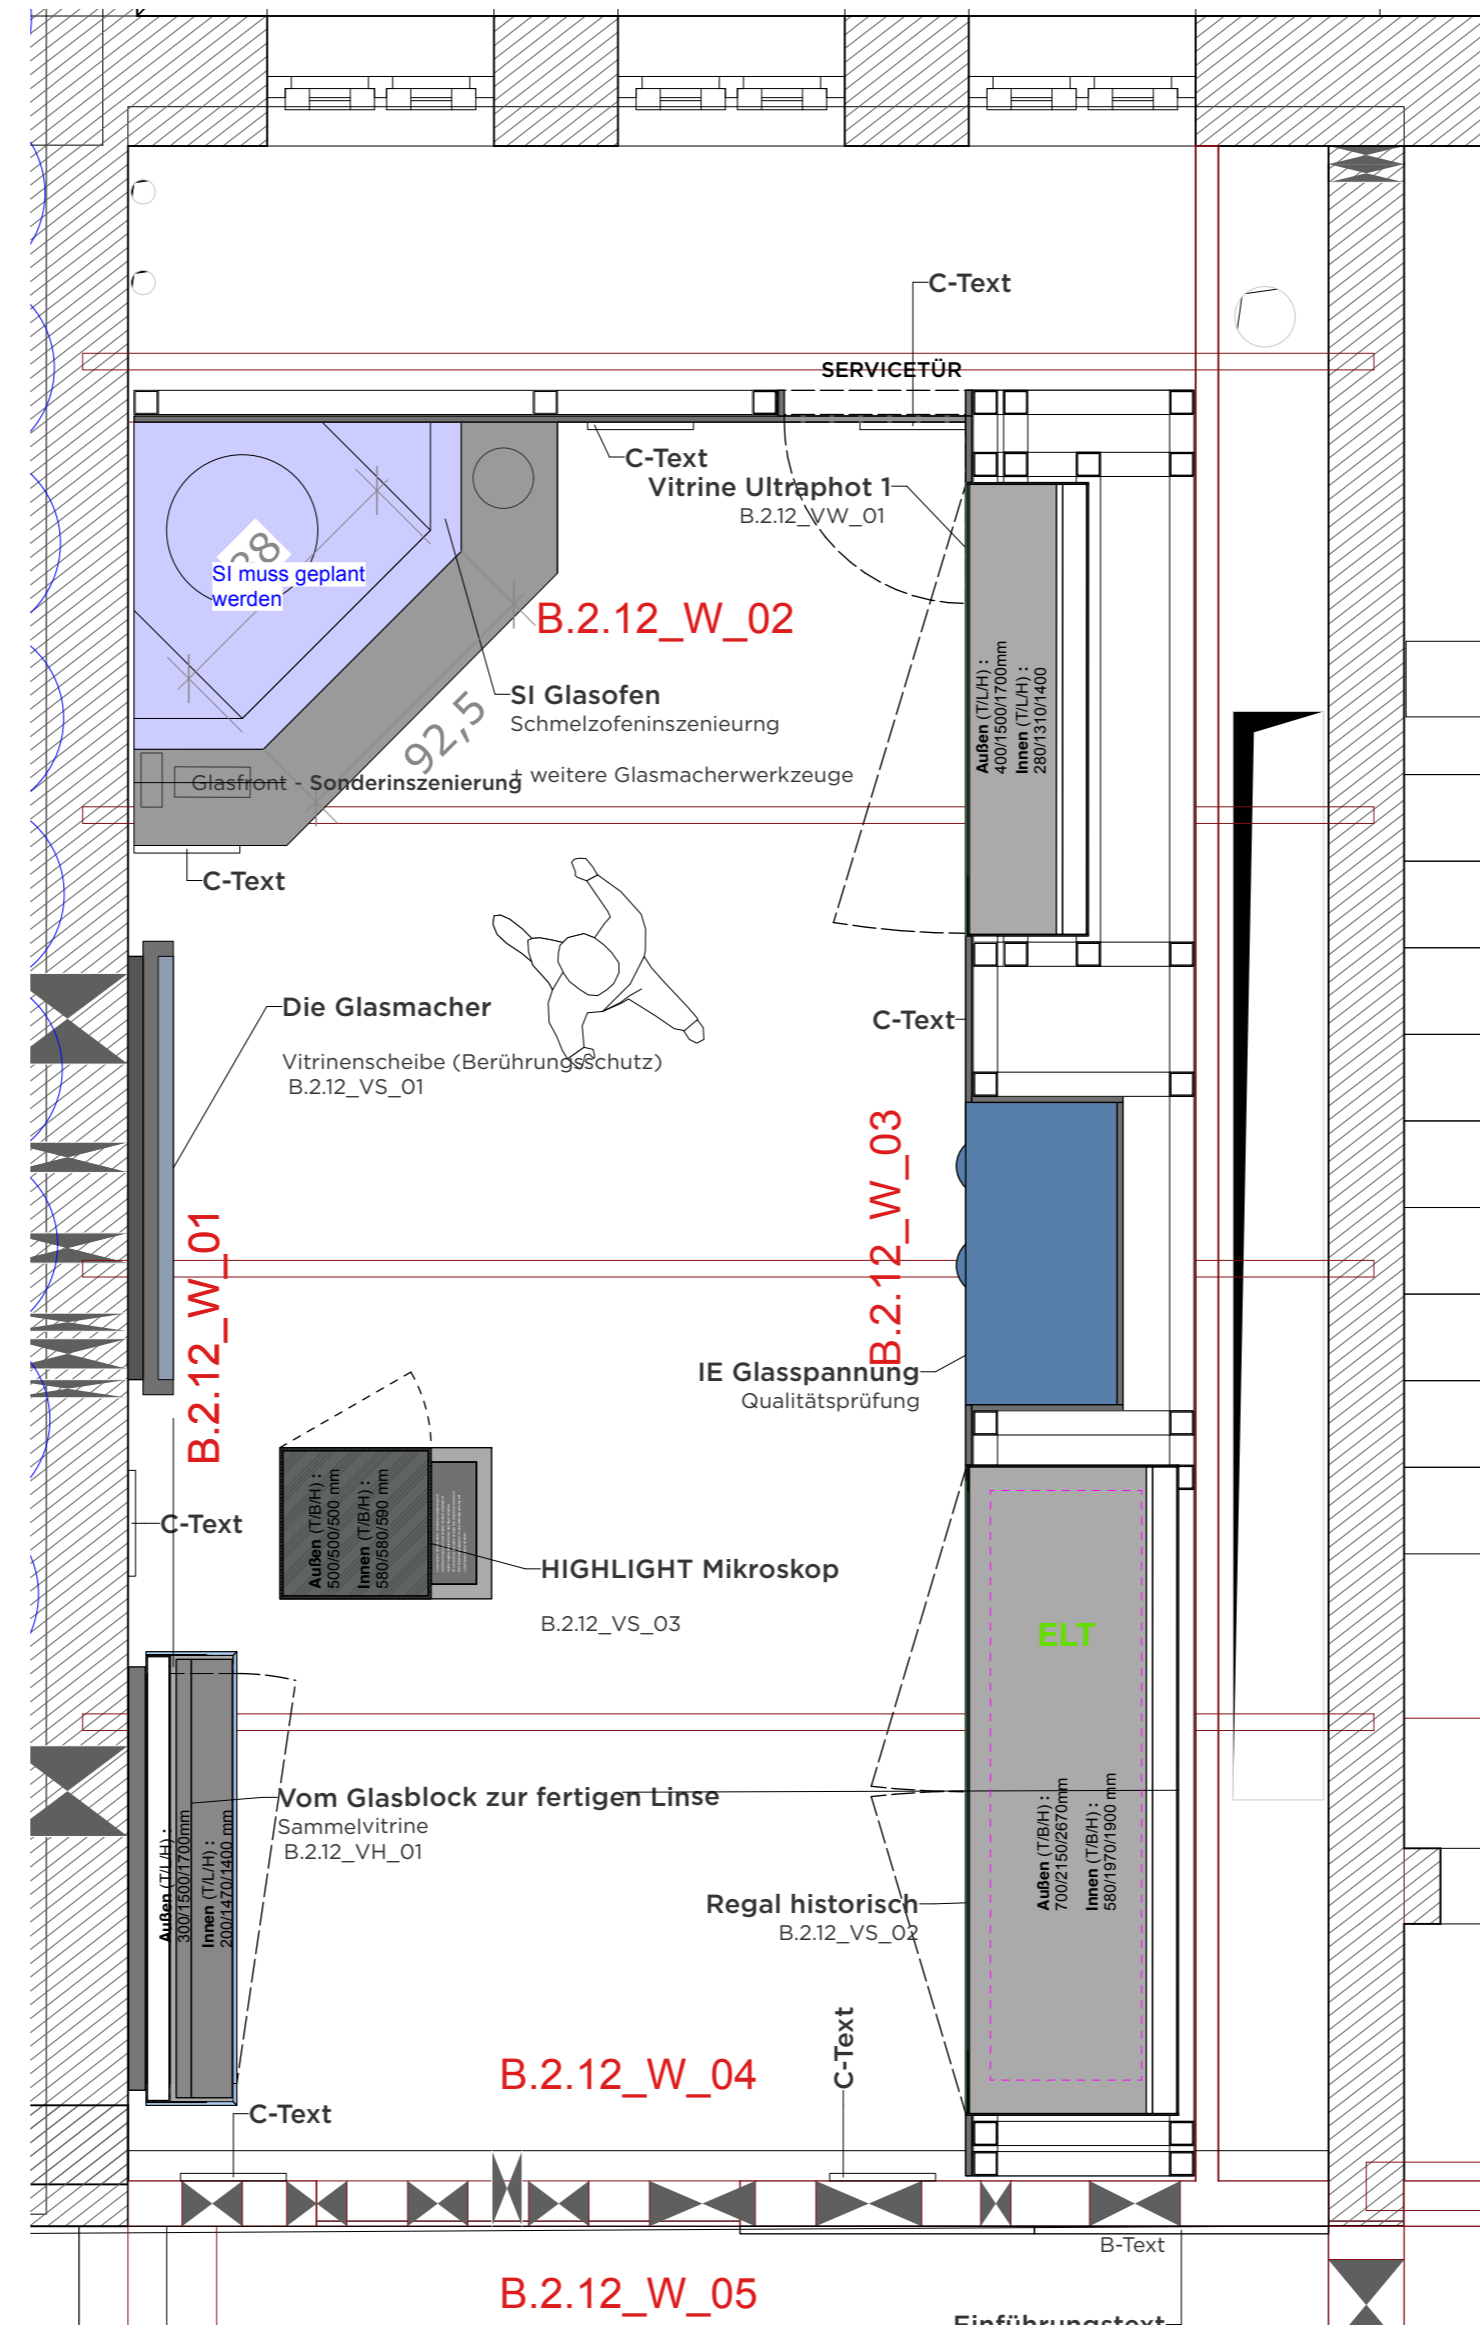 C-Text
SERVICETÜR
C-Text
Vitrine Ultraphot 1
B.2.12_VW_01
SI muss geplant
werden
B.2.12_W_02
SI Glasofen
Schmelzofeninszenieurng
+ weitere Glasmacherwerkzeuge
92,5
Glasfront - Sonderinszenierung
Außen (T/L/H) :
400/1500/1700mm
Innen (T/L/H) :
280/1310/1400
C-Text
Die Glasmacher
Vitrinenscheibe (Berührungsschutz)
B.2.12_VS_01
C-Text
B.2.12_W_03
B.2.12_W_01
IE Glasspannung
Qualitätsprüfung
Außen (T/B/H) :
500/500/500 mm
Innen (T/B/H) :
580/580/590 mm
C-Text
HIGHLIGHT Mikroskop
B.2.12_VS_03
ELT
Vom Glasblock zur fertigen Linse
Sammelvitrine
B.2.12_VH_01
Außen (T/L/H) :
300/1500/1700mm
Innen (T/L/H) :
200/1470/1400 mm
Außen (T/B/H) :
700/2150/2670mm
Innen (T/B/H) :
580/1970/1900 mm
Regal historisch
B.2.12_VS_02
C-Text
B.2.12_W_04
C-Text
B-Text
B.2.12_W_05
Einführungstext